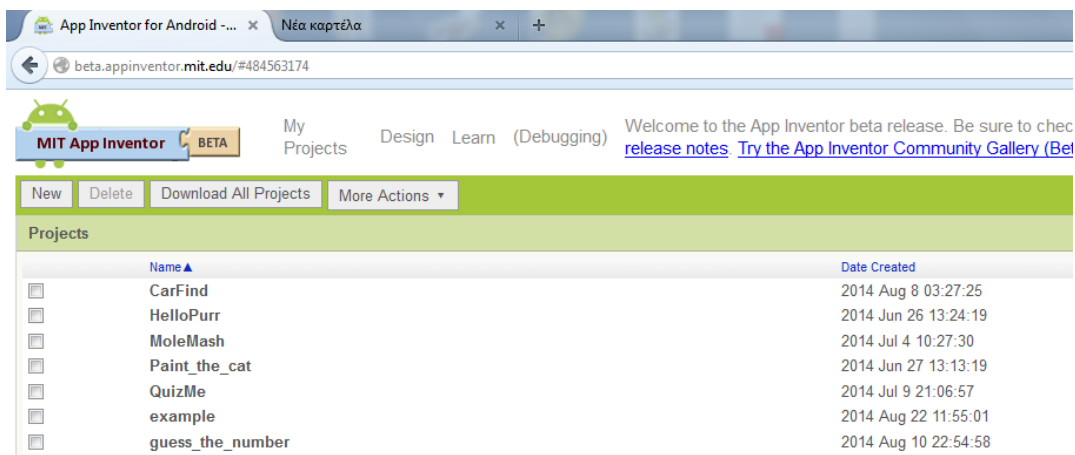 App Inventor for Android -... × Νέα καρτέλα × +
beta.appinventor.mit.edu/#484563174
MIT App Inventor BETA
My Projects Design Learn (Debugging)
Welcome to the App Inventor beta release. Be sure to chec
release notes. Try the App Inventor Community Gallery (Bet
New Delete Download All Projects More Actions ▾
Projects
Name▲ Date Created
CarFind 2014 Aug 8 03:27:25
HelloPurr 2014 Jun 26 13:24:19
MoleMash 2014 Jul 4 10:27:30
Paint_the_cat 2014 Jun 27 13:13:19
QuizMe 2014 Jul 9 21:06:57
example 2014 Aug 22 11:55:01
guess_the_number 2014 Aug 10 22:54:58